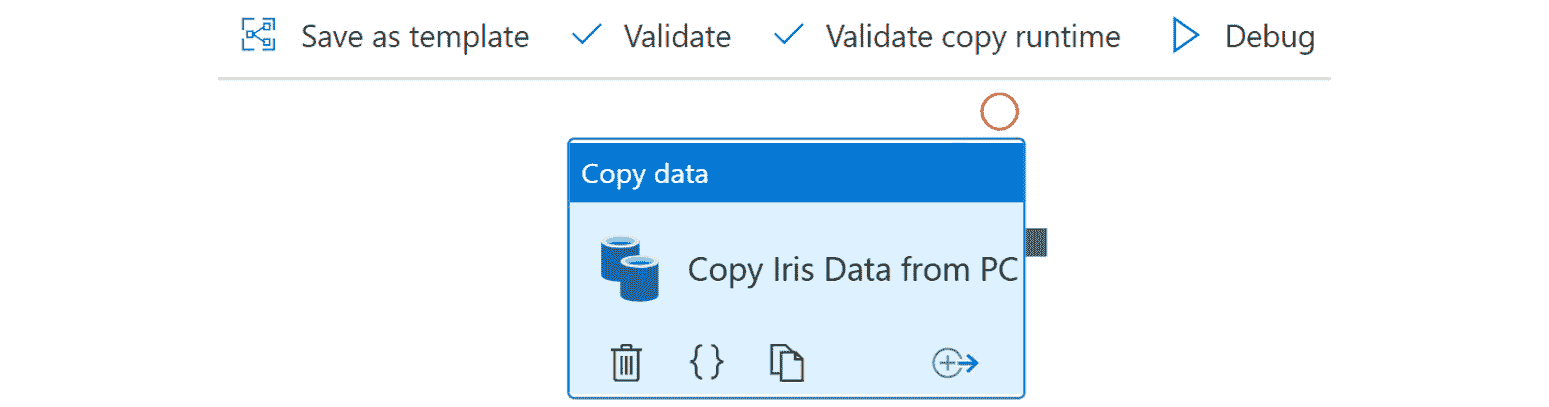 Save as template Validate Validate copy runtime Debug
Copy data
Copy Iris Data from PC
{}